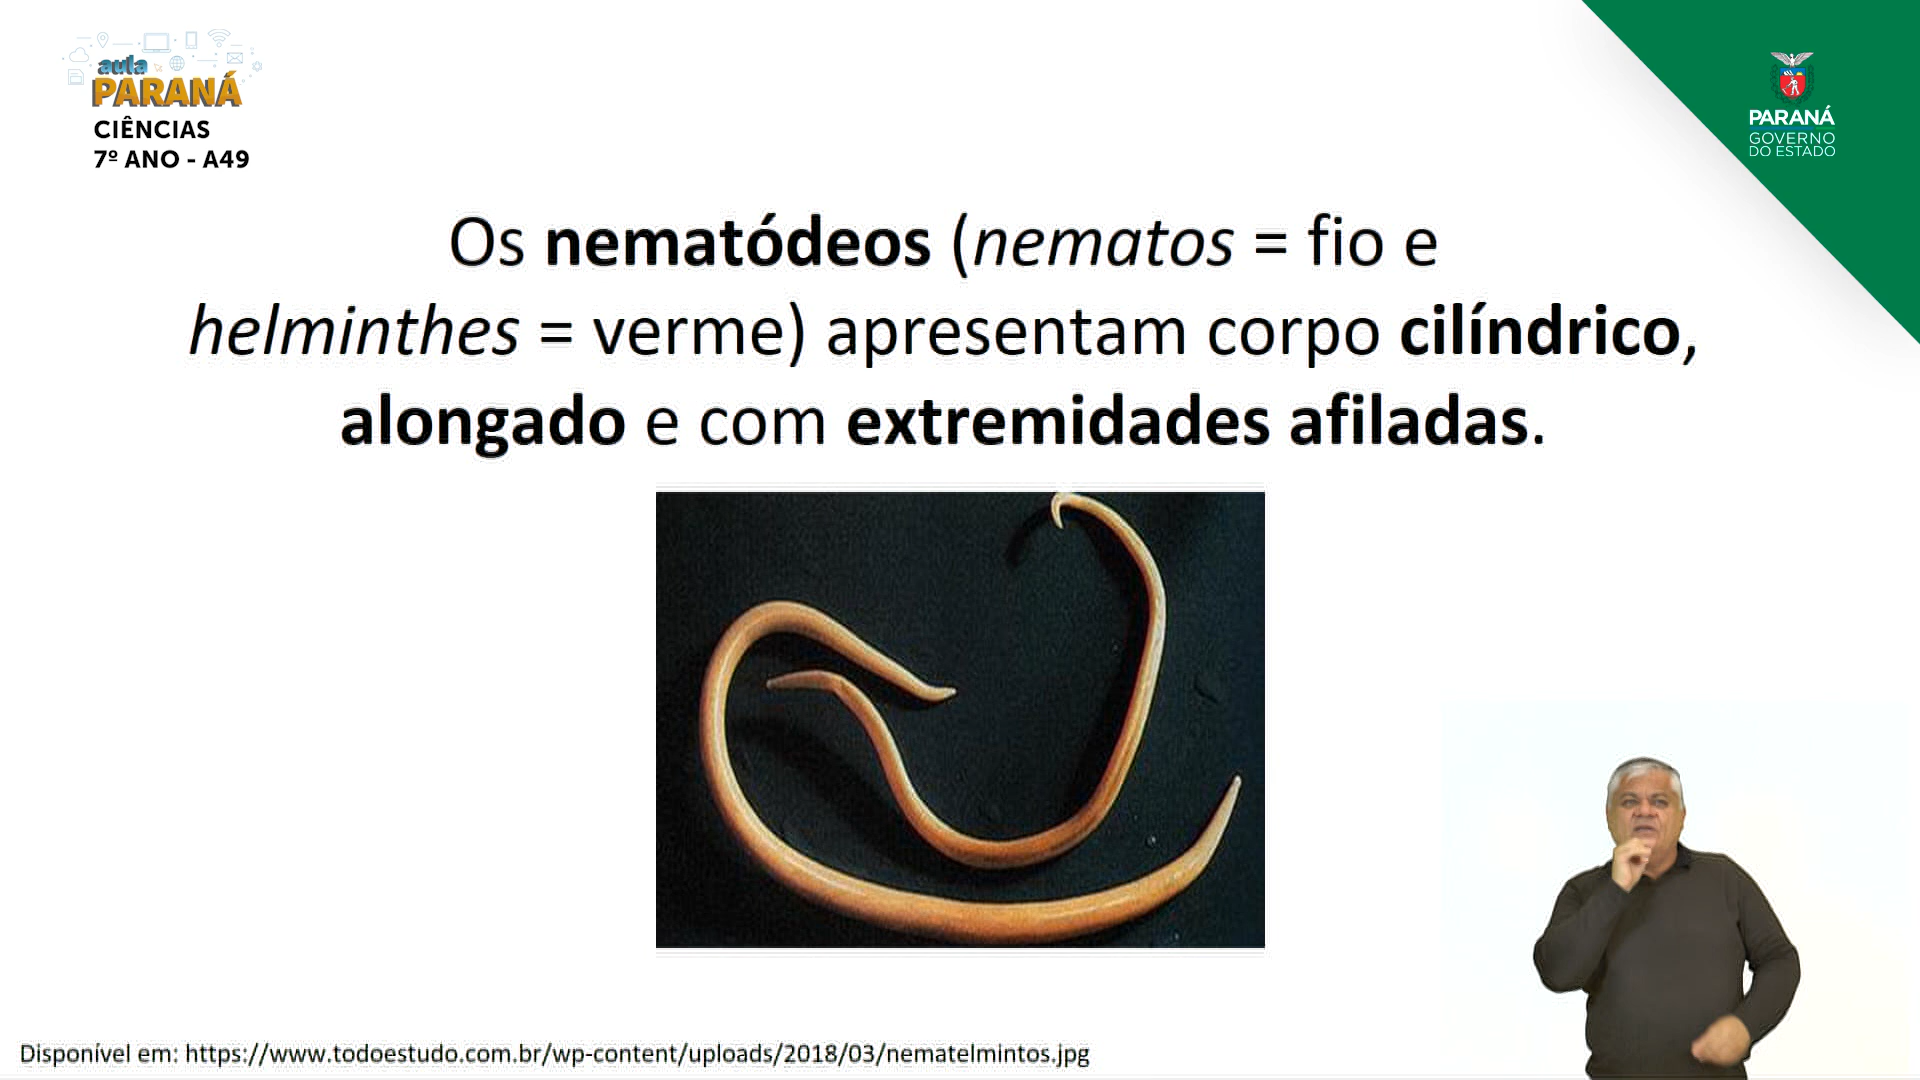 aula
PARANÁ
CIÊNCIAS
7º ANO - A49
PARANÁ
GOVERNO
DO ESTADO
Os nematódeos (nematos = fio e
helminthes = verme) apresentam corpo cilíndrico,
alongado e com extremidades afiladas.
Disponível em: https://www.todoestudo.com.br/wp-content/uploads/2018/03/nematelmintos.jpg